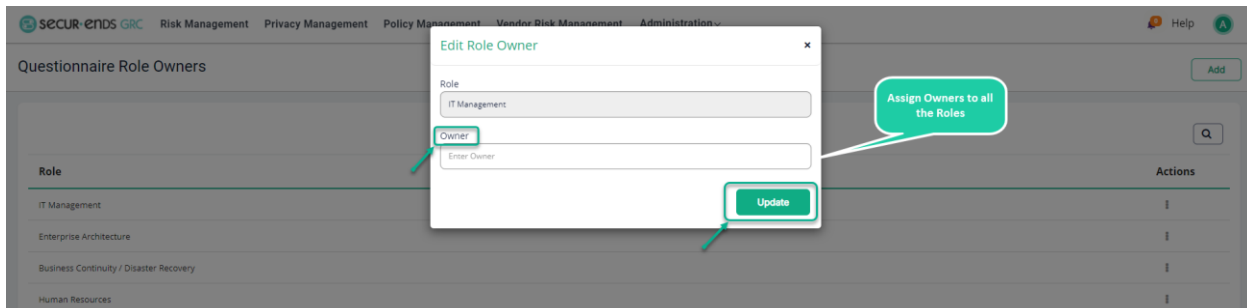 SECUR·ENDS GRC Risk Management Privacy Management Policy Management Vendor Risk Management Administration Help A
Edit Role Owner ×
Questionnaire Role Owners Add
Role
IT Management
Assign Owners to all
the Roles
Owner
Enter Owner
Role Actions
Update
IT Management
Enterprise Architecture
Business Continuity / Disaster Recovery
Human Resources